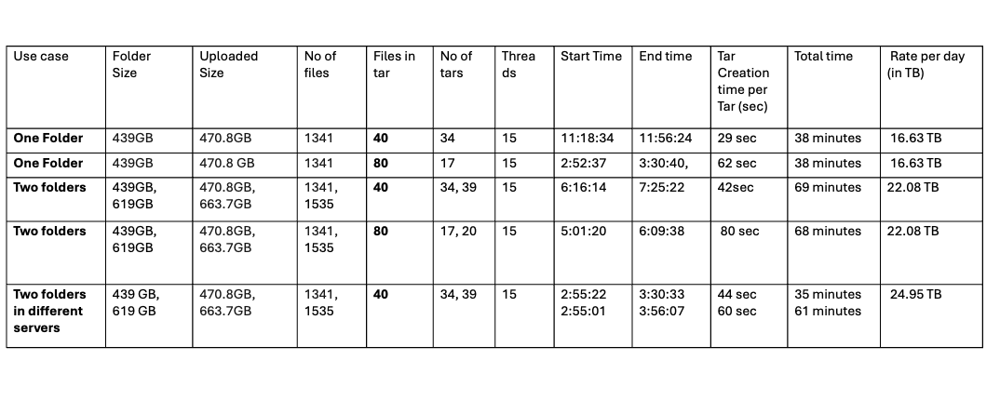 Use case Folder Size Uploaded Size No of files Files in tar No of tars Threa ds Start Time End time Tar Creation time per Tar (sec) Total time Rate per day (in TB)
One Folder 439GB 470.8GB 1341 40 34 15 11:18:34 11:56:24 29 sec 38 minutes 16.63 TB
One Folder 439GB 470.8 GB 1341 80 17 15 2:52:37 3:30:40, 62 sec 38 minutes 16.63 TB
Two folders 439GB, 470.8GB, 1341, 40 34, 39 15 6:16:14 7:25:22 42sec 69 minutes 22.08 TB
619GB 663.7GB 1535
Two folders 439GB, 470.8GB, 1341, 80 17, 20 15 5:01:20 6:09:38 80 sec 68 minutes 22.08 TB
619GB 663.7GB 1535
Two folders 439 GB, 470.8GB, 1341, 40 34, 39 15 2:55:22 3:30:33 44 sec 35 minutes 24.95 TB
in different 619 GB 663.7GB 1535 2:55:01 3:56:07 60 sec 61 minutes
servers